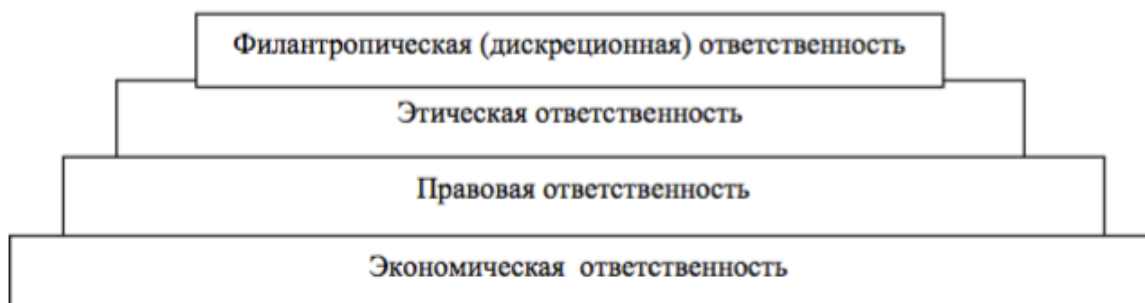 Филантропическая (дискреционная) ответственность
Этическая ответственность
Правовая ответственность
Экономическая ответственность